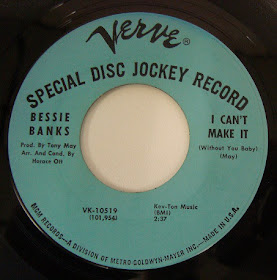 Verve®
SPECIAL DISC JOCKEY RECORD
BESSIE
BANKS
Prod. By Tony May
Arr. And Cond. By
Horace Ott
I CAN'T
MAKE IT
(Without You Baby)
(May)
VK-10519
(101,956)
Ken-Ton Music
(BMI)
2:37
MGM RECORDS—A DIVISION OF METRO-GOLDWYN-MAYER INC.—MADE IN U.S.A.